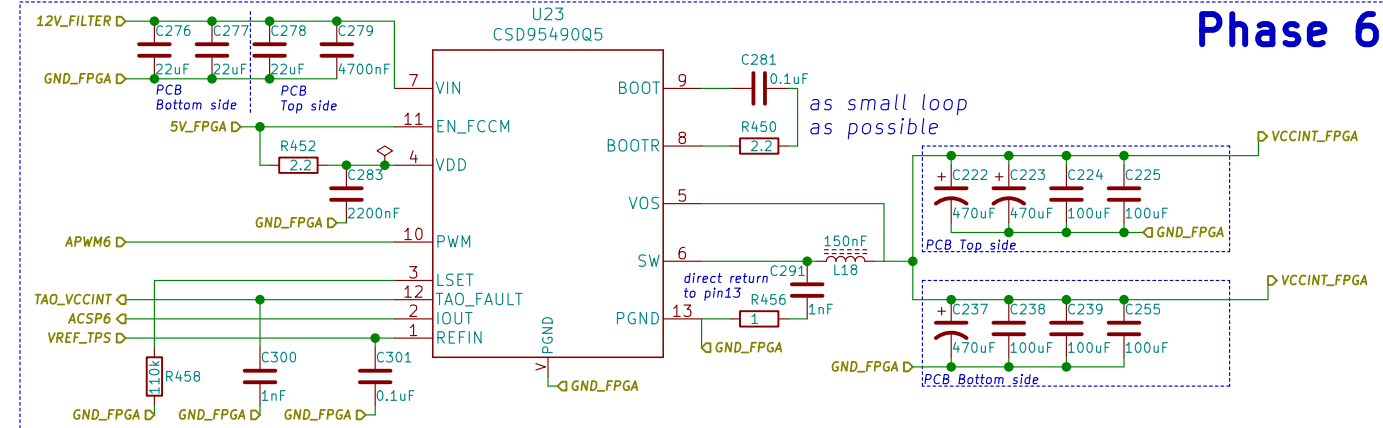 Phase 6
U23
CSD95490Q5
12V_FILTER
C276
C277
C278
C279
22uF
22uF
22uF
4700nF
GND_FPGA
PCB
Bottom side
PCB
Top side
7
VIN
5V_FPGA
11
EN_FCCM
R452
2.2
4
VDD
C283
2200nF
GND_FPGA
APWM6
10
PWM
3
LSET
TAO_VCCINT
12
TAO_FAULT
ACSP6
2
IOUT
VREF_TPS
1
REFIN
110k
R458
C300
1nF
C301
0.1uF
GND_FPGA
GND_FPGA
GND_FPGA
PGND
V
GND_FPGA
BOOT
9
C281
0.1uF
BOOTR
8
R450
2.2
as small loop
as possible
VOS
5
SW
6
150nF
L18
direct return
to pin13
C291
1nF
R456
1
PGND
13
GND_FPGA
VCCINT_FPGA
+
C222
+
C223
C224
C225
470uF
470uF
100uF
100uF
GND_FPGA
PCB Top side
VCCINT_FPGA
+
C237
C238
C239
C255
470uF
100uF
100uF
100uF
GND_FPGA
PCB Bottom side